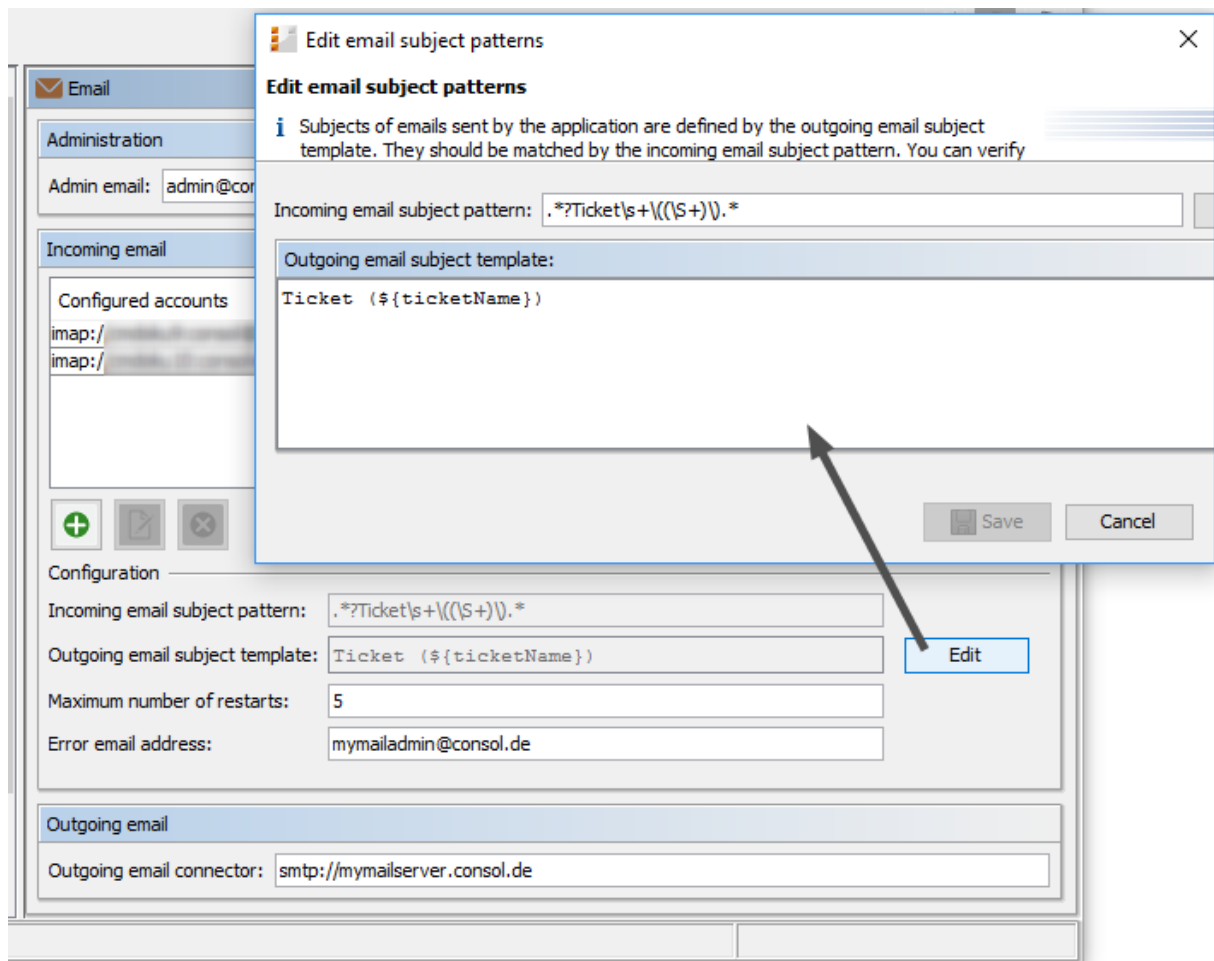 Edit email subject patterns
Edit email subject patterns
Subjects of emails sent by the application are defined by the outgoing email subject
template. They should be matched by the incoming email subject pattern. You can verify
Incoming email subject pattern: .*?Ticket\s+\((\S+)\).*
Outgoing email subject template:
Ticket (${ticketName})
Save Cancel
Email
Administration
Admin email: admin@con
Incoming email
Configured accounts
imap:/
imap:/
Configuration
Incoming email subject pattern: .*?Ticket\s+\((\S+)\).*
Outgoing email subject template: Ticket (${ticketName}) Edit
Maximum number of restarts: 5
Error email address: mymailadmin@consol.de
Outgoing email
Outgoing email connector: smtp://mymailserver.consol.de